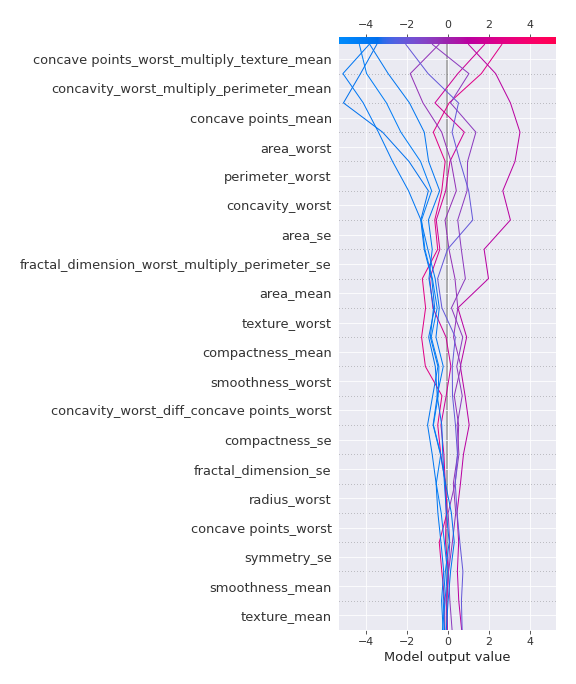 −4 −2 0 2 4
concave points_worst_multiply_texture_mean
concavity_worst_multiply_perimeter_mean
concave points_mean
area_worst
perimeter_worst
concavity_worst
area_se
fractal_dimension_worst_multiply_perimeter_se
area_mean
texture_worst
compactness_mean
smoothness_worst
concavity_worst_diff_concave points_worst
compactness_se
fractal_dimension_se
radius_worst
concave points_worst
symmetry_se
smoothness_mean
texture_mean
−4 −2 0 2 4
Model output value